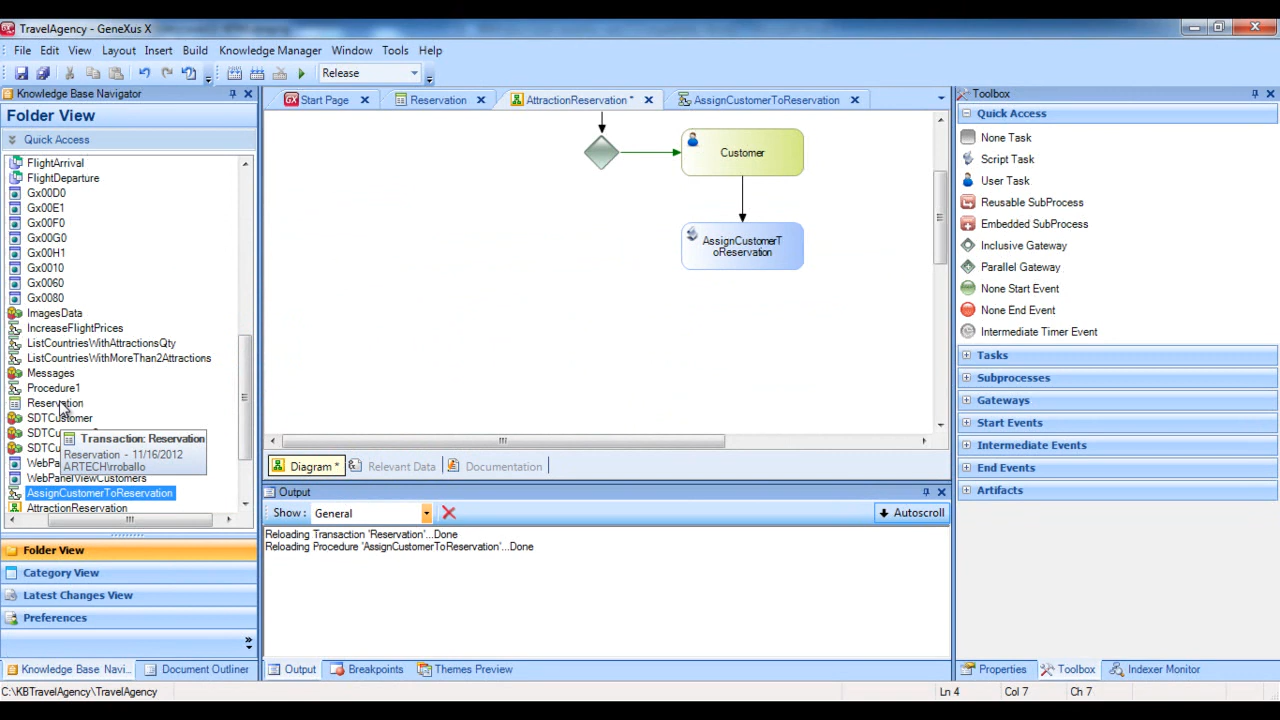 TravelAgency - GeneXus X
File Edit View Layout Insert Build Knowledge Manager Window Tools Help
Release
Knowledge Base Navigator
Folder View
Quick Access
FlightArrival
FlightDeparture
Gx00D0
Gx00E1
Gx00F0
Gx00G0
Gx00H1
Gx0010
Gx0060
Gx0080
ImagesData
IncreaseFlightPrices
ListCountriesWithAttractionsQty
ListCountriesWithMoreThan2Attractions
Messages
Procedure1
Reservation
SDTCustomer
SDTCu
SDTCu
WebPa
WebPanelViewCustomers
AssignCustomerToReservation
AttractionReservation
Transaction: Reservation
Reservation - 11/16/2012
ARTECH\roballo
Folder View
Category View
Latest Changes View
Preferences
Knowledge Base Navi... Document Outliner
Start Page Reservation AttractionReservation * AssignCustomerToReservation
Customer
AssignCustomerT
oReservation
Diagram * Relevant Data Documentation
Output
Show: General Autoscroll
Reloading Transaction 'Reservation'...Done
Reloading Procedure 'AssignCustomerToReservation'...Done
Output Breakpoints Themes Preview
Toolbox
Quick Access
None Task
Script Task
User Task
Reusable SubProcess
Embedded SubProcess
Inclusive Gateway
Parallel Gateway
None Start Event
None End Event
Intermediate Timer Event
Tasks
Subprocesses
Gateways
Start Events
Intermediate Events
End Events
Artifacts
Properties Toolbox Indexer Monitor
C:\KBTravelAgency\TravelAgency Ln 4 Col 7 Ch 7